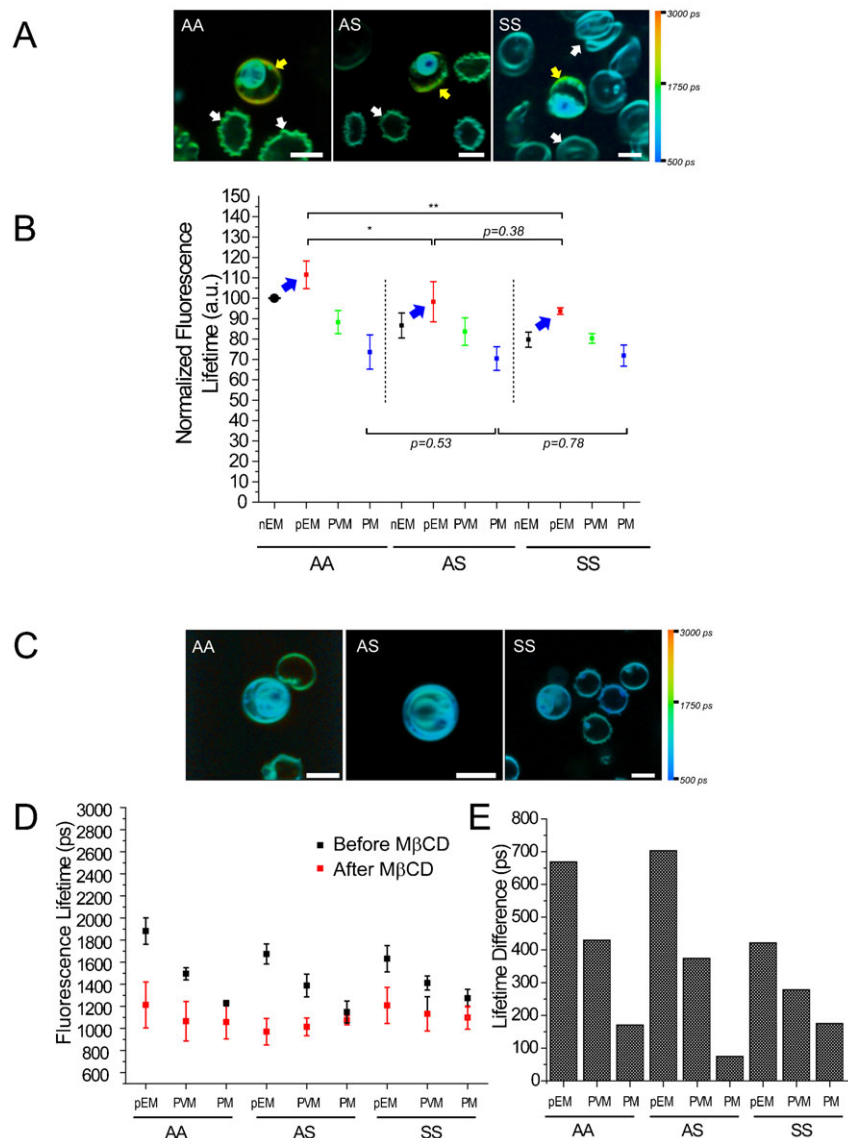 A
AA
AS
SS
3000 ps
1750 ps
500 ps
B
Normalized Fluorescence
Lifetime (a.u.)
150
140
130
120
110
100
90
80
70
60
50
40
30
20
10
0
**
*
p=0.38
p=0.53
p=0.78
nEM pEM PVM PM nEM pEM PVM PM nEM pEM PVM PM
AA AS SS
C
AA
AS
SS
3000 ps
1750 ps
500 ps
D
Fluorescence Lifetime (ps)
3000
2800
2600
2400
2200
2000
1800
1600
1400
1200
1000
800
600
Before MβCD
After MβCD
pEM PVM PM pEM PVM PM pEM PVM PM
AA AS SS
E
Lifetime Difference (ps)
800
700
600
500
400
300
200
100
0
pEM PVM PM pEM PVM PM pEM PVM PM
AA AS SS